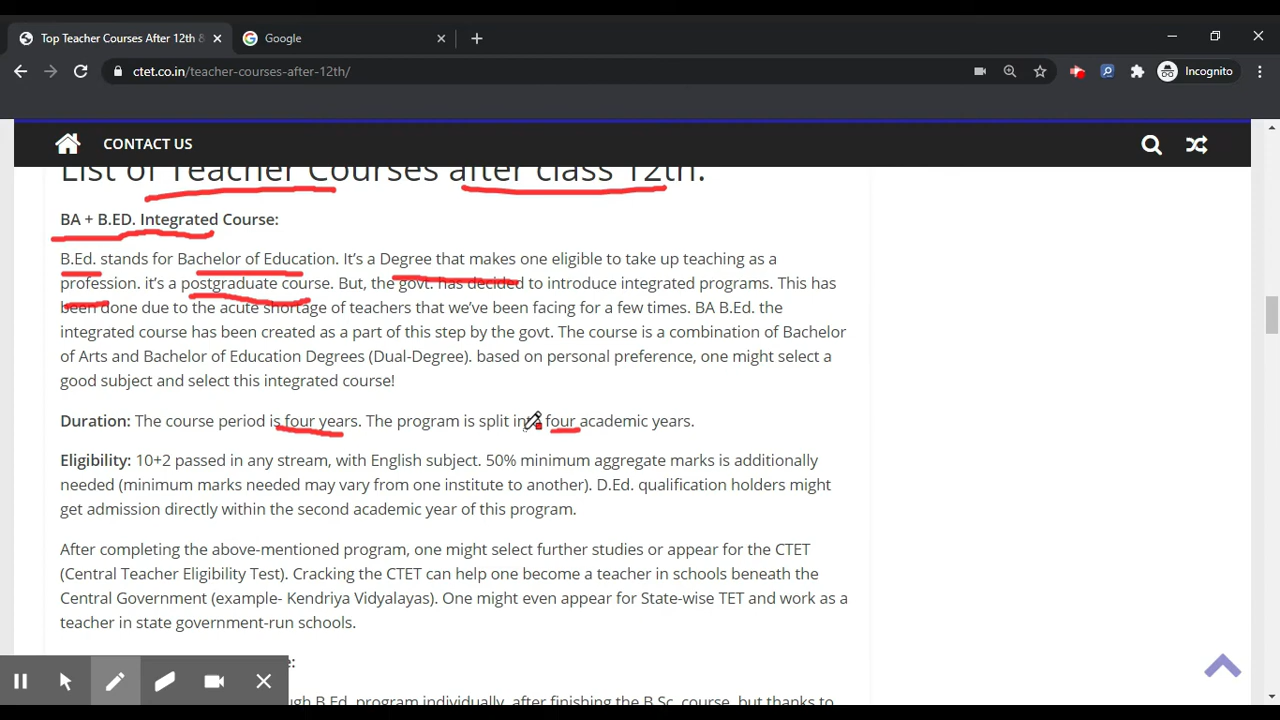 Top Teacher Courses After 12th &
Google
ctet.co.in/teacher-courses-after-12th/
Incognito
CONTACT US
List of Teacher Courses after class 12th.
BA + B.ED. Integrated Course:
B.Ed. stands for Bachelor of Education. It’s a Degree that makes one eligible to take up teaching as a
profession. it’s a postgraduate course. But, the govt. has decided to introduce integrated programs. This has
been done due to the acute shortage of teachers that we’ve been facing for a few times. BA B.Ed. the
integrated course has been created as a part of this step by the govt. The course is a combination of Bachelor
of Arts and Bachelor of Education Degrees (Dual-Degree). based on personal preference, one might select a
good subject and select this integrated course!
Duration: The course period is four years. The program is split into four academic years.
Eligibility: 10+2 passed in any stream, with English subject. 50% minimum aggregate marks is additionally
needed (minimum marks needed may vary from one institute to another). D.Ed. qualification holders might
get admission directly within the second academic year of this program.
After completing the above-mentioned program, one might select further studies or appear for the CTET
(Central Teacher Eligibility Test). Cracking the CTET can help one become a teacher in schools beneath the
Central Government (example- Kendriya Vidyalayas). One might even appear for State-wise TET and work as a
teacher in state government-run schools.
B.Ed. program individually, after finishing the B.Sc. course, but thanks to